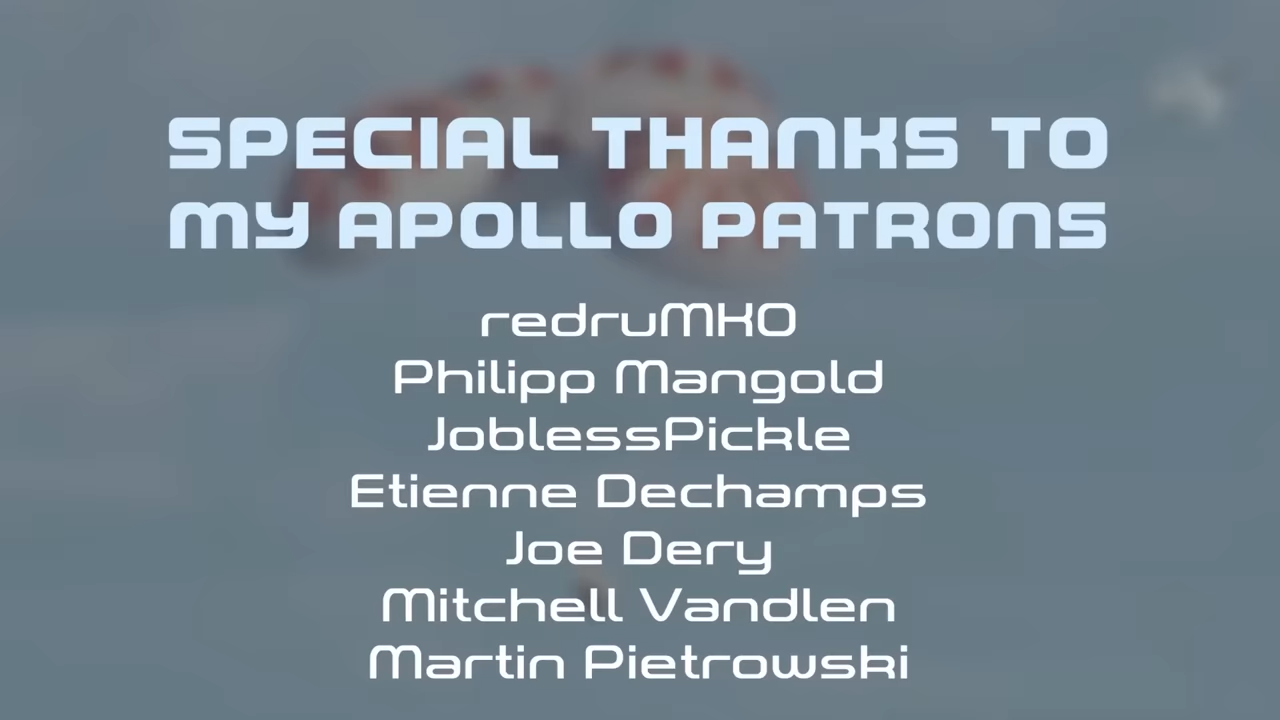 SPECIAL THANKS TO
MY APOLLO PATRONS
redruMKO
Philipp Mangold
JoblessPickle
Etienne Dechamps
Joe Dery
Mitchell Vandlen
Martin Pietrowski